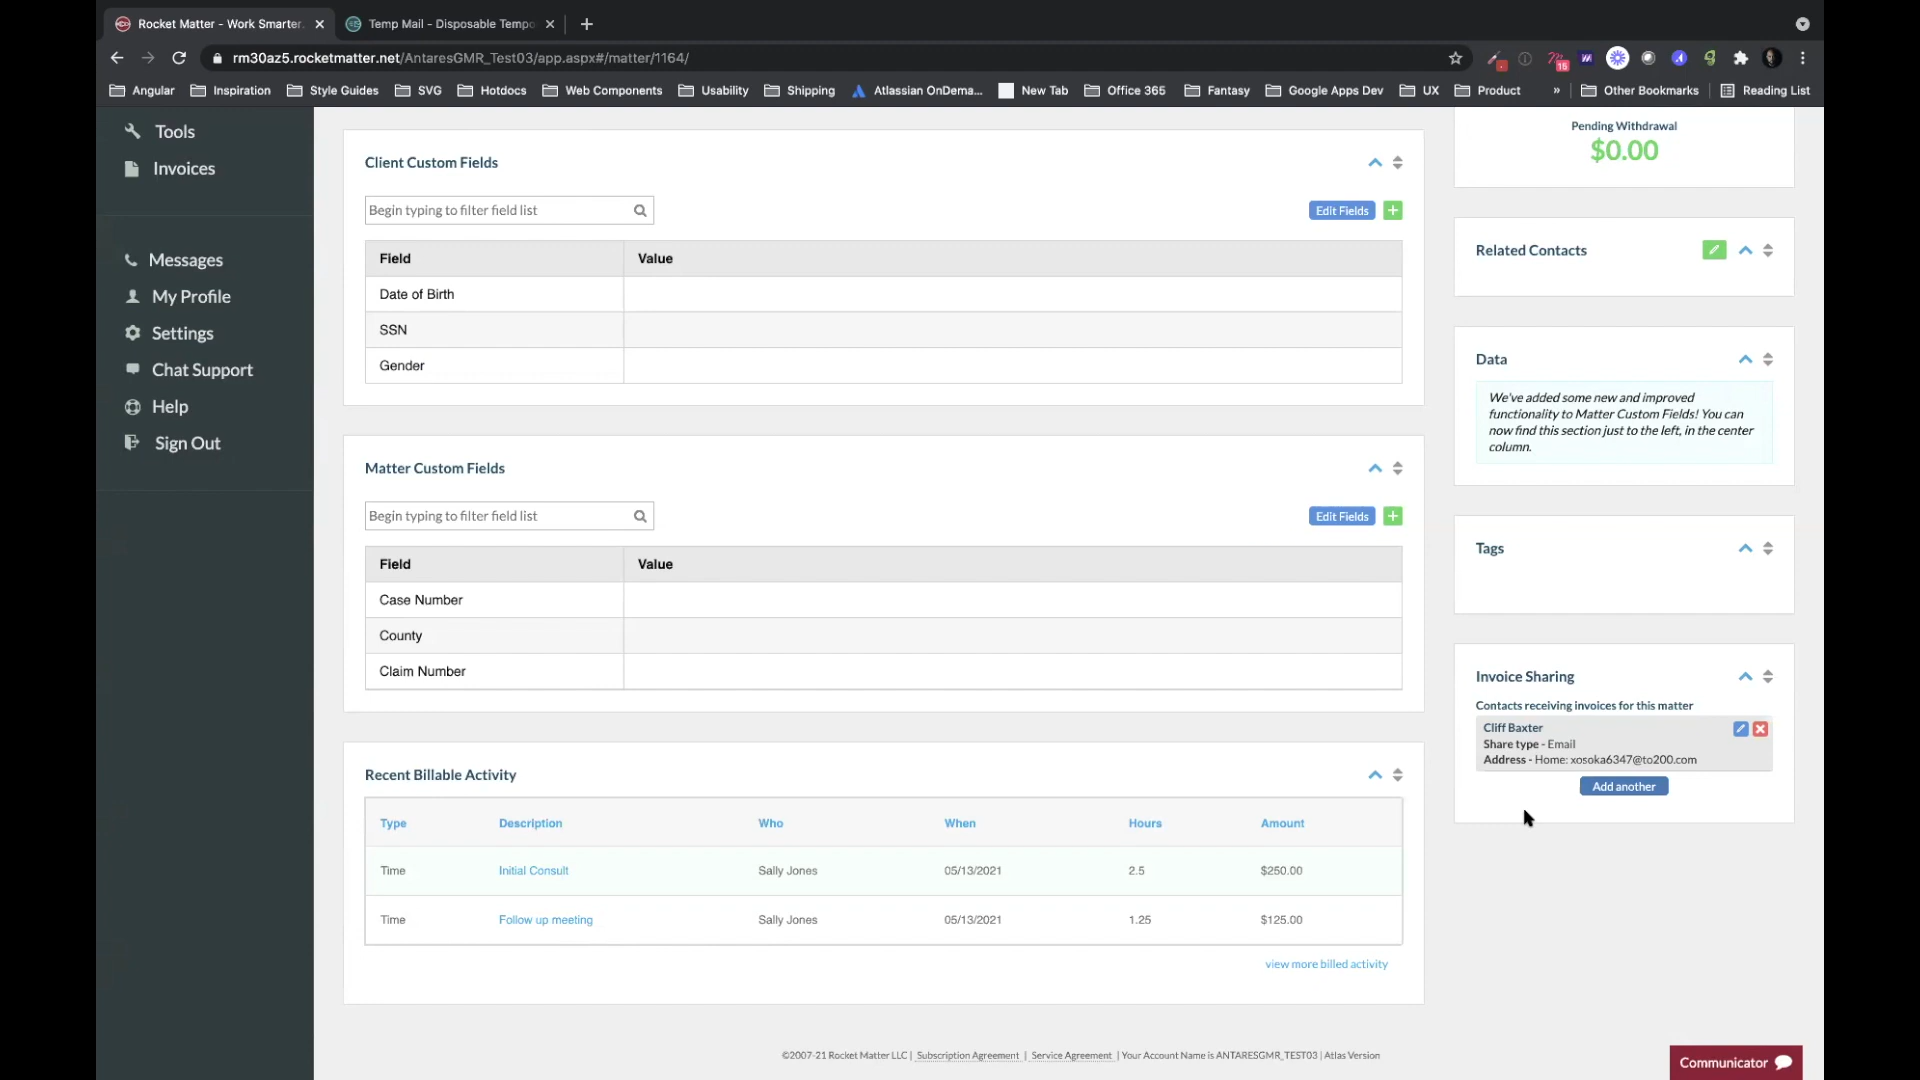 Rocket Matter - Work Smarter.
Temp Mail - Disposable Tempo
rm30az5.rocketmatter.net/AntaresGMR_Test03/app.aspx#/matter/1164/
15
Angular
Inspiration
Style Guides
SVG
Hotdocs
Web Components
Usability
Shipping
Atlassian OnDema...
New Tab
Office 365
Fantasy
Google Apps Dev
UX
Product
»
Other Bookmarks
Reading List
Tools
Invoices
Messages
My Profile
Settings
Chat Support
Help
Sign Out
Client Custom Fields
Begin typing to filter field list
Edit Fields
Field Value
Date of Birth
SSN
Gender
Matter Custom Fields
Begin typing to filter field list
Edit Fields
Field Value
Case Number
County
Claim Number
Recent Billable Activity
Type Description Who When Hours Amount
Time Initial Consult Sally Jones 05/13/2021 2.5 $250.00
Time Follow up meeting Sally Jones 05/13/2021 1.25 $125.00
view more billed activity
Pending Withdrawal
$0.00
Related Contacts
Data
We've added some new and improved
functionality to Matter Custom Fields! You can
now find this section just to the left, in the center
column.
Tags
Invoice Sharing
Contacts receiving invoices for this matter
Cliff Baxter
Share type - Email
Address - Home: xosoka6347@to200.com
Add another
©2007-21 Rocket Matter LLC | Subscription Agreement | Service Agreement | Your Account Name is ANTARESGMR_TEST03 | Atlas Version
Communicator